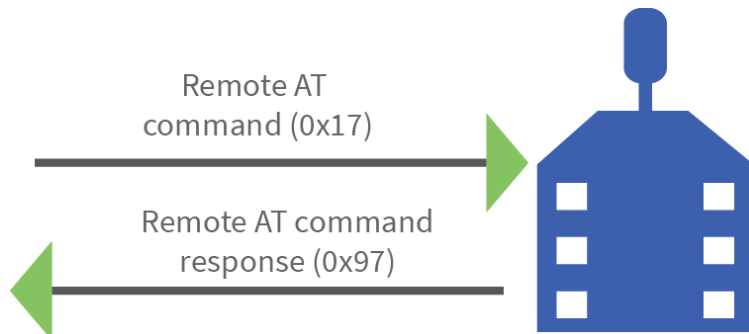 Remote AT
command (0x17)
Remote AT command
response (0x97)